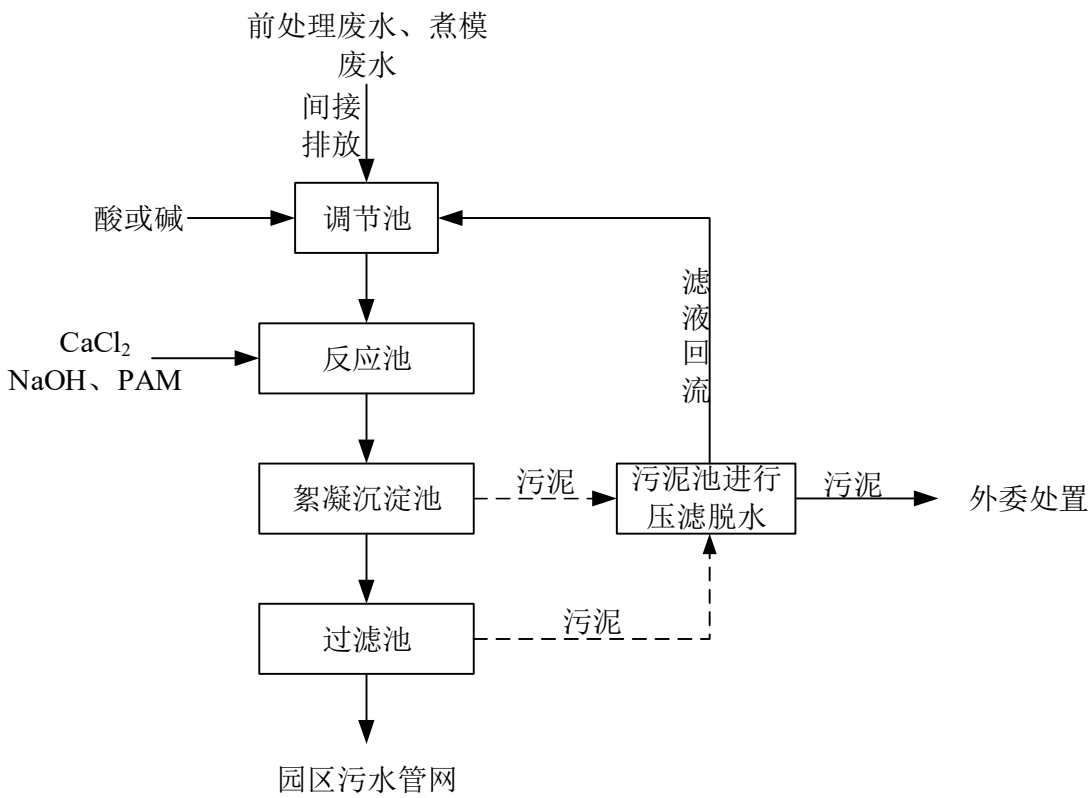 前处理废水、煮模
废水
间接
排放
酸或碱
调节池
滤
液
回
流
CaCl₂
NaOH、PAM
反应池
絮凝沉淀池
污泥
污泥池进行
压滤脱水
污泥
外委处置
过滤池
污泥
园区污水管网